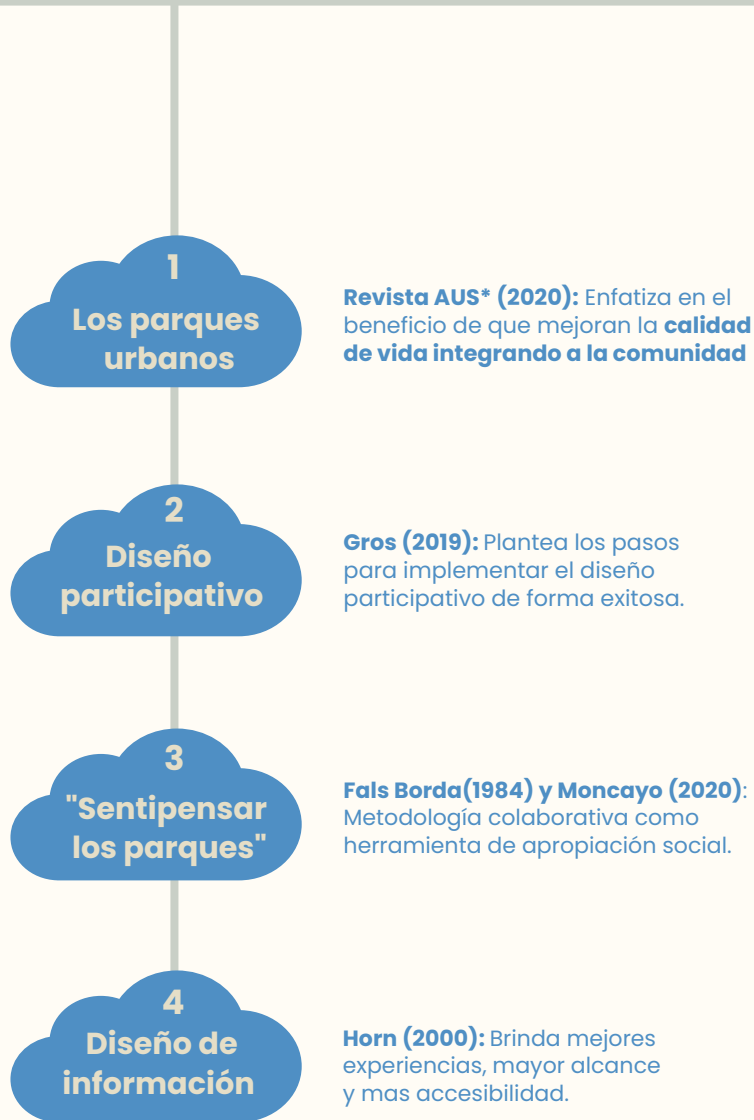 1
Los parques
urbanos
Revista AUS* (2020): Enfatiza en el
beneficio de que mejoran la calidad
de vida integrando a la comunidad
2
Diseño
participativo
Gros (2019): Plantea los pasos
para implementar el diseño
participativo de forma exitosa.
3
"Sentipensar
los parques"
Fals Borda(1984) y Moncayo (2020):
Metodología colaborativa como
herramienta de apropiación social.
4
Diseño de
información
Horn (2000): Brinda mejores
experiencias, mayor alcance
y mas accesibilidad.